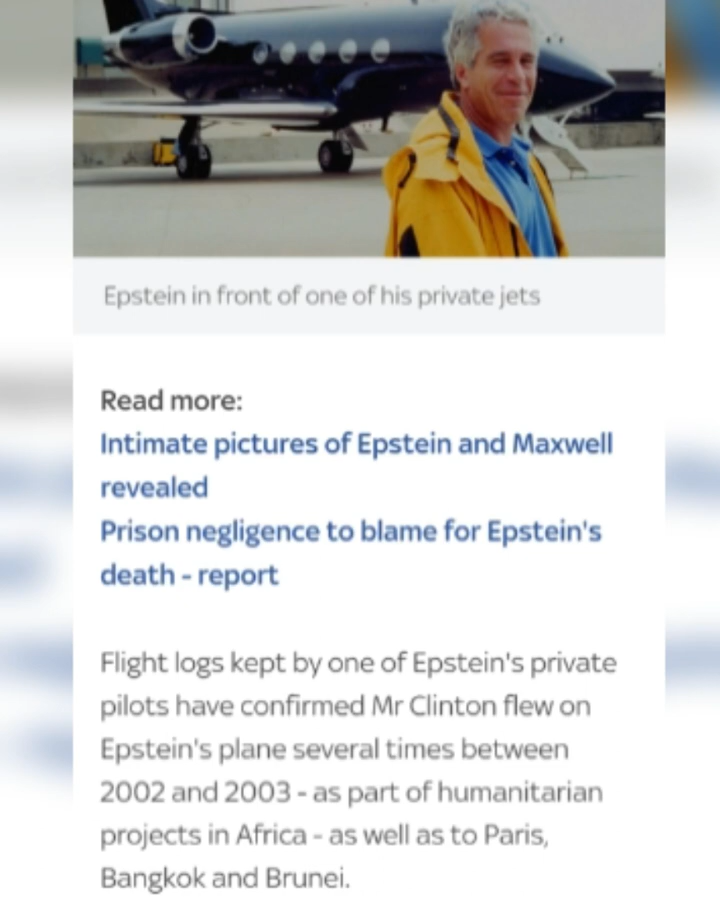 Epstein in front of one of his private jets
Read more:
Intimate pictures of Epstein and Maxwell
revealed
Prison negligence to blame for Epstein's
death - report
Flight logs kept by one of Epstein's private
pilots have confirmed Mr Clinton flew on
Epstein's plane several times between
2002 and 2003 - as part of humanitarian
projects in Africa - as well as to Paris,
Bangkok and Brunei.